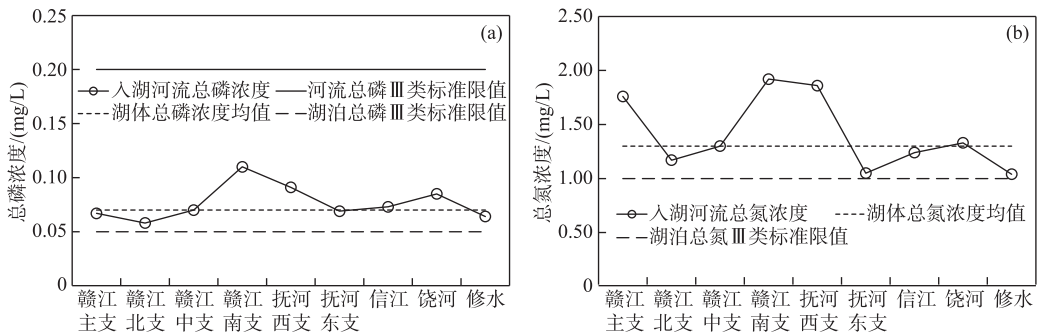 (a)
总磷浓度/(mg/L)
0.25
0.20
0.15
0.10
0.05
0
入湖河流总磷浓度
河流总磷Ⅲ类标准限值
湖体总磷浓度均值
湖泊总磷Ⅲ类标准限值
赣江主支
赣江北支
赣江中支
赣江南支
抚河西支
抚河东支
信江
饶河
修水
(b)
总氮浓度/(mg/L)
2.50
2.00
1.50
1.00
0.50
0
入湖河流总氮浓度
湖体总氮浓度均值
湖泊总氮Ⅲ类标准限值
赣江主支
赣江北支
赣江中支
赣江南支
抚河西支
抚河东支
信江
饶河
修水